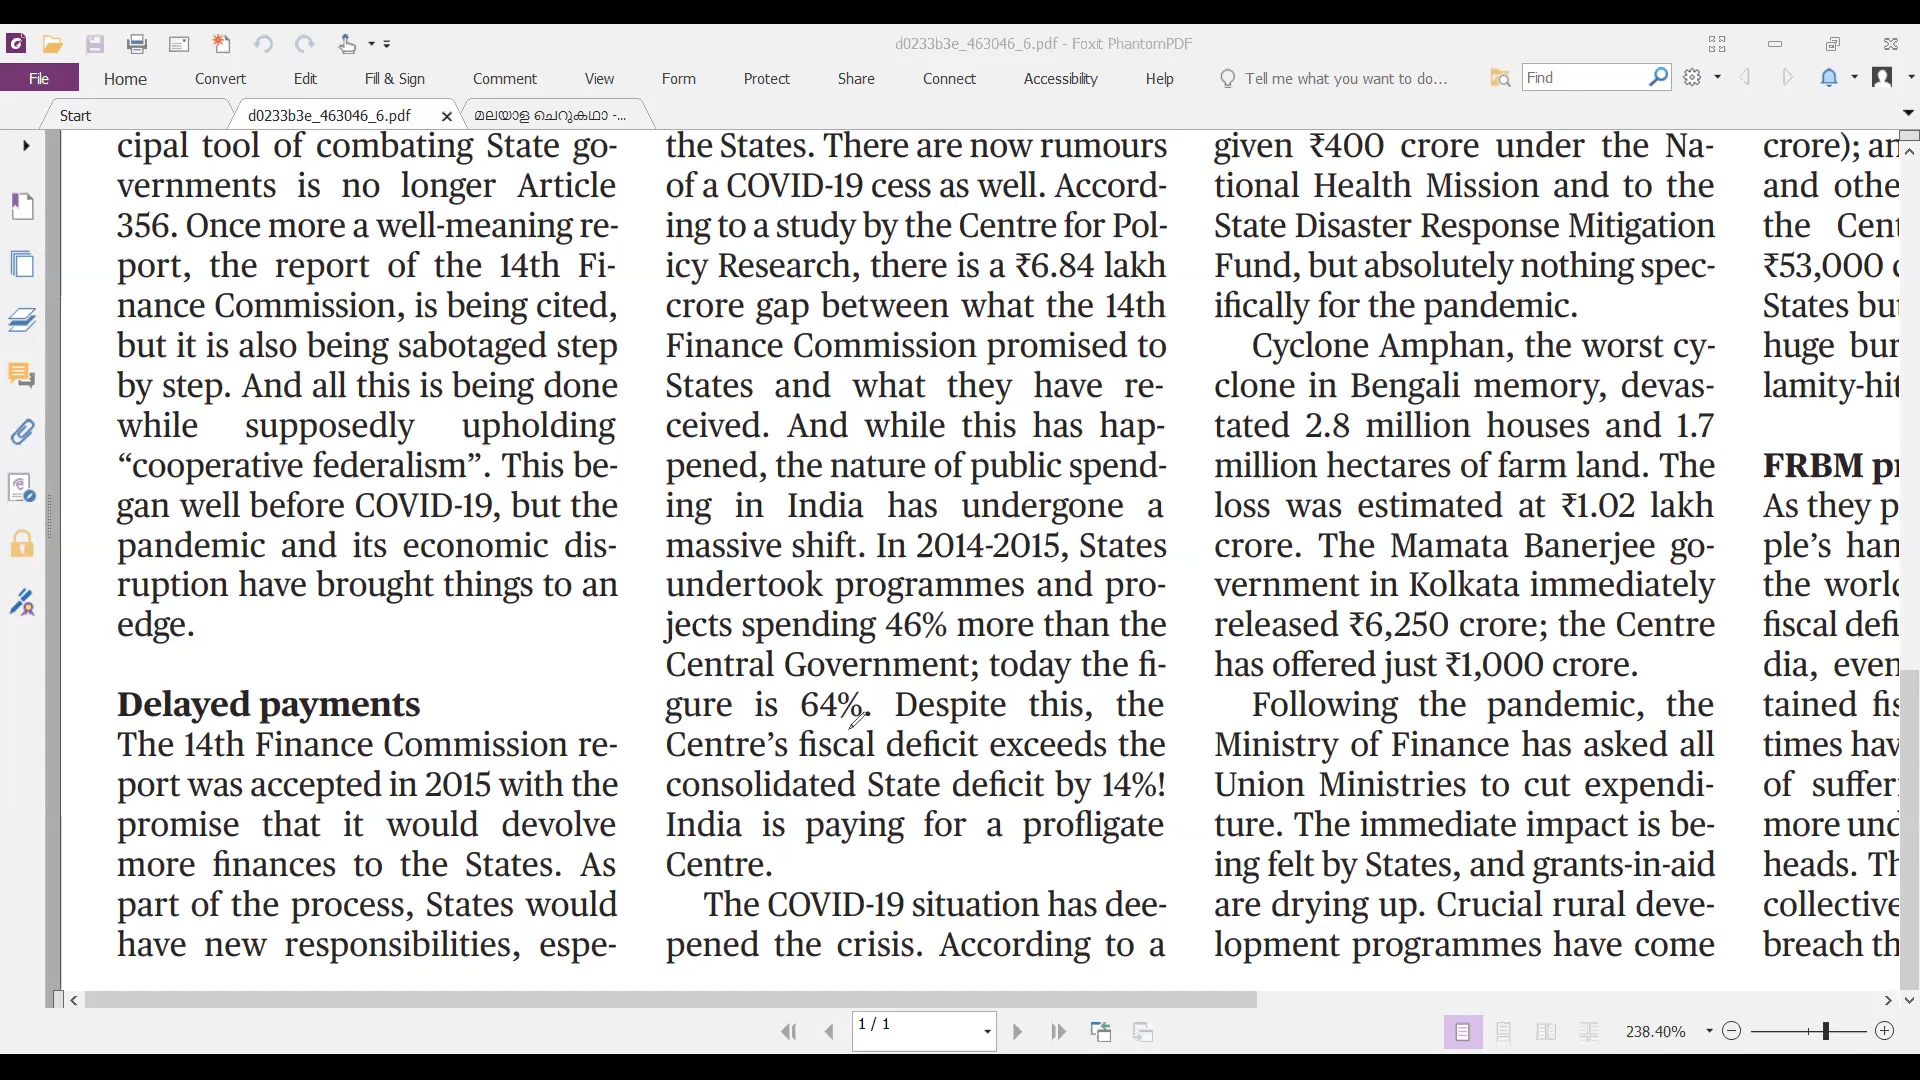 d0233b3e_463046_6.pdf - Foxit PhantomPDF
File Home Convert Edit Fill & Sign Comment View Form Protect Share Connect Accessibility Help Tell me what you want to do... Find
Start d0233b3e_463046_6.pdf മലയാള ചെറുകഥാ -...
cipal tool of combating State go-
vernments is no longer Article
356. Once more a well-meaning re-
port, the report of the 14th Fi-
nance Commission, is being cited,
but it is also being sabotaged step
by step. And all this is being done
while supposedly upholding
“cooperative federalism”. This be-
gan well before COVID-19, but the
pandemic and its economic dis-
ruption have brought things to an
edge.
Delayed payments
The 14th Finance Commission re-
port was accepted in 2015 with the
promise that it would devolve
more finances to the States. As
part of the process, States would
have new responsibilities, espe-
the States. There are now rumours
of a COVID-19 cess as well. Accord-
ing to a study by the Centre for Pol-
icy Research, there is a ₹6.84 lakh
crore gap between what the 14th
Finance Commission promised to
States and what they have re-
ceived. And while this has hap-
pened, the nature of public spend-
ing in India has undergone a
massive shift. In 2014-2015, States
undertook programmes and pro-
jects spending 46% more than the
Central Government; today the fi-
gure is 64%. Despite this, the
Centre’s fiscal deficit exceeds the
consolidated State deficit by 14%!
India is paying for a profligate
Centre.
The COVID-19 situation has dee-
pened the crisis. According to a
given ₹400 crore under the Na-
tional Health Mission and to the
State Disaster Response Mitigation
Fund, but absolutely nothing spec-
ifically for the pandemic.
Cyclone Amphan, the worst cy-
clone in Bengali memory, devas-
tated 2.8 million houses and 1.7
million hectares of farm land. The
loss was estimated at ₹1.02 lakh
crore. The Mamata Banerjee go-
vernment in Kolkata immediately
released ₹6,250 crore; the Centre
has offered just ₹1,000 crore.
Following the pandemic, the
Ministry of Finance has asked all
Union Ministries to cut expendi-
ture. The immediate impact is be-
ing felt by States, and grants-in-aid
are drying up. Crucial rural deve-
lopment programmes have come
crore); an
and othe
the Cent
₹53,000 c
States but
huge bur
lamity-hit
FRBM pr
As they p
ple’s han
the world
fiscal defi
dia, even
tained fis
times hav
of suffer
more und
heads. Th
collective
breach th
1 / 1
238.40%